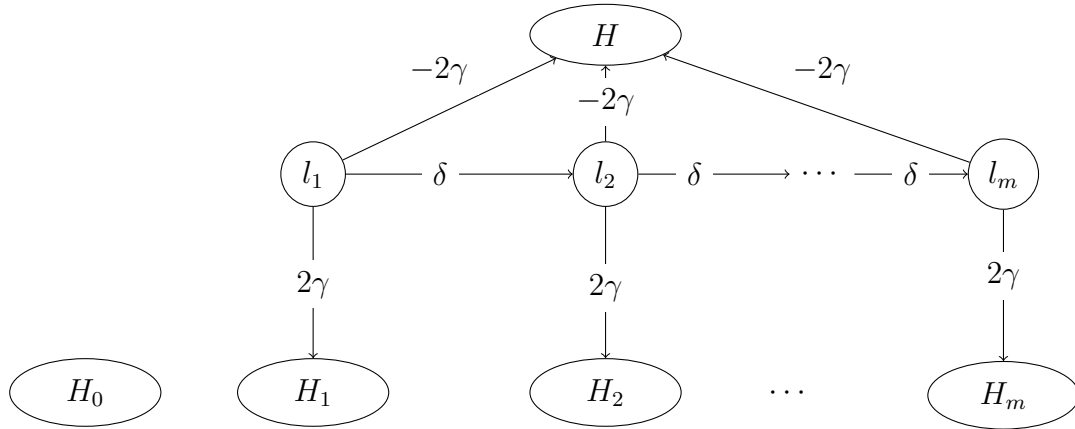 H
−2γ −2γ
−2γ
l₁ δ l₂ δ ⋯ δ lₘ
2γ 2γ 2γ
H₀ H₁ H₂ ⋯ Hₘ